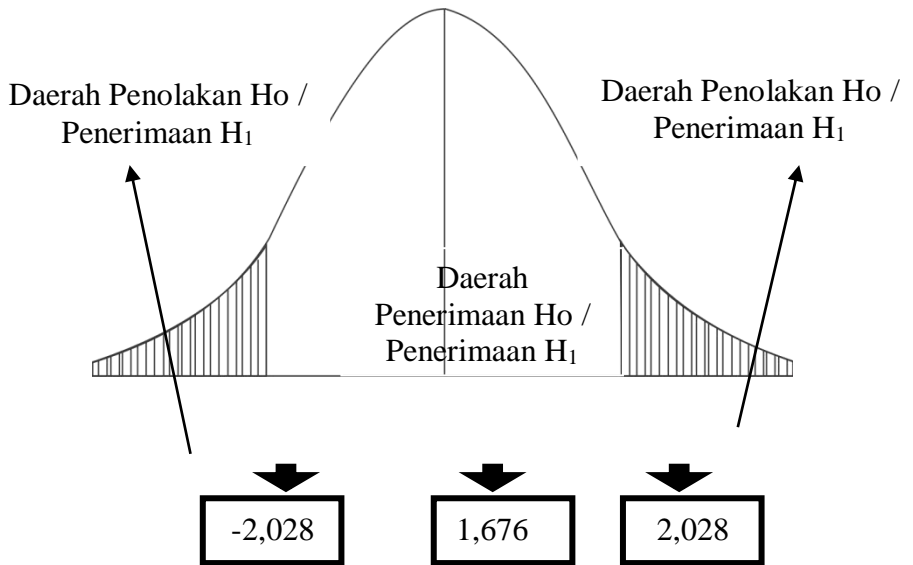 Daerah Penolakan Ho /
Penerimaan H₁
Daerah Penolakan Ho /
Penerimaan H₁
Daerah
Penerimaan Ho /
Penerimaan H₁
-2,028
1,676
2,028